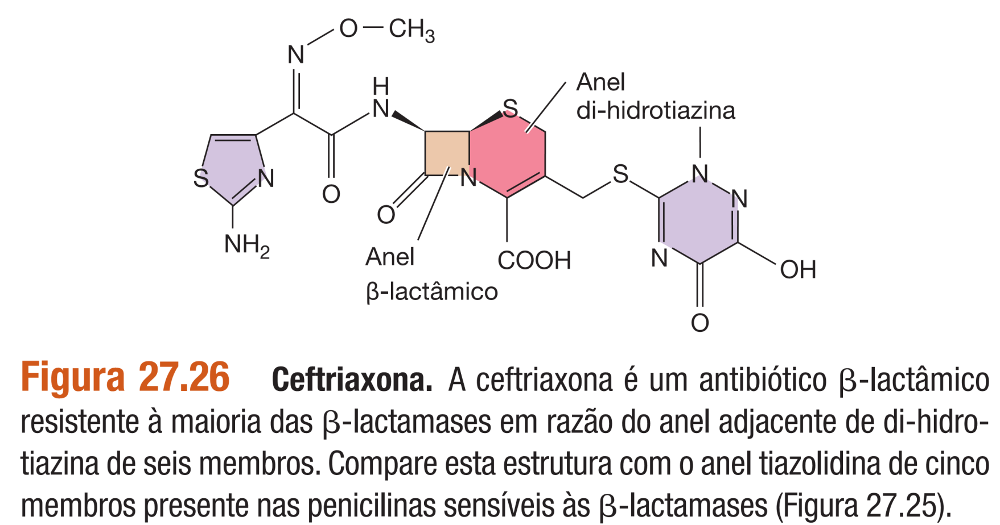 O — CH3
N
H
N
S
Anel
di-hidrotiazina
S
N
N
O
O
S
N
N
NH2
Anel
β-lactâmico
COOH
N
OH
O
Figura 27.26 Ceftriaxona. A ceftriaxona é um antibiótico β-lactâmico
resistente à maioria das β-lactamases em razão do anel adjacente de di-hidro-
tiazina de seis membros. Compare esta estrutura com o anel tiazolidina de cinco
membros presente nas penicilinas sensíveis às β-lactamases (Figura 27.25).